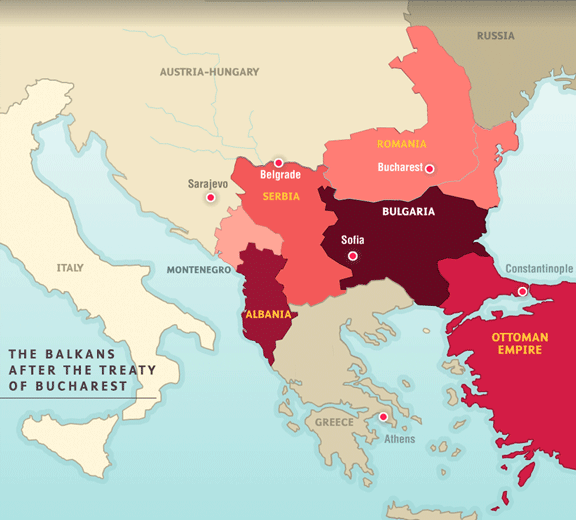 RUSSIA
AUSTRIA-HUNGARY
ROMANIA
Bucharest
Belgrade
Sarajevo
SERBIA
BULGARIA
Sofia
ITALY
MONTENEGRO
Constantinople
ALBANIA
OTTOMAN
EMPIRE
THE BALKANS
AFTER THE TREATY
OF BUCHAREST
GREECE
Athens